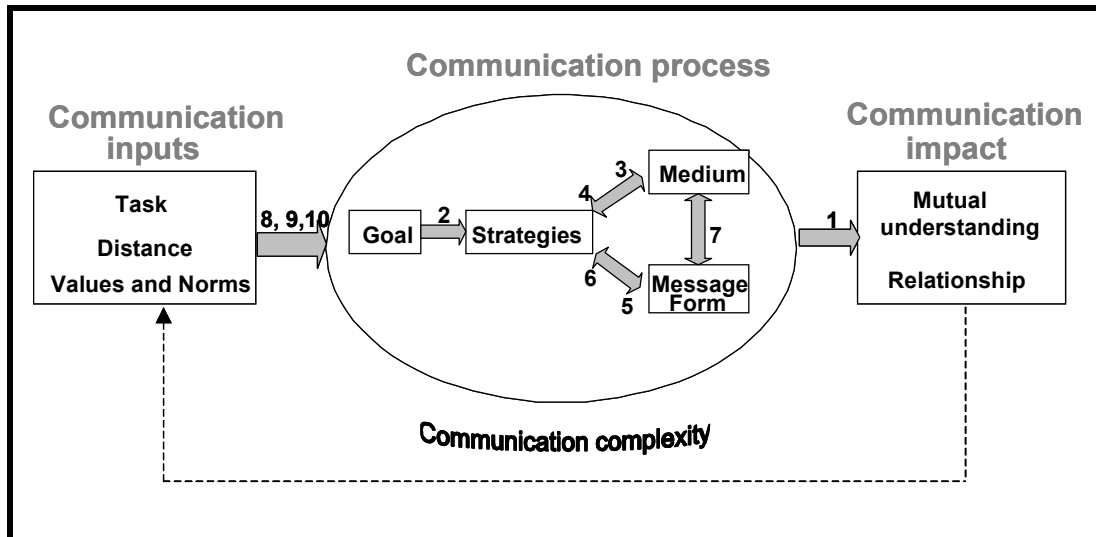 Communication process
Communication
inputs
Communication
impact
Task
Distance
Values and Norms
8, 9,10
Goal
2
Strategies
4
3
Medium
7
6
5
Message
Form
1
Mutual
understanding
Relationship
Communication complexity